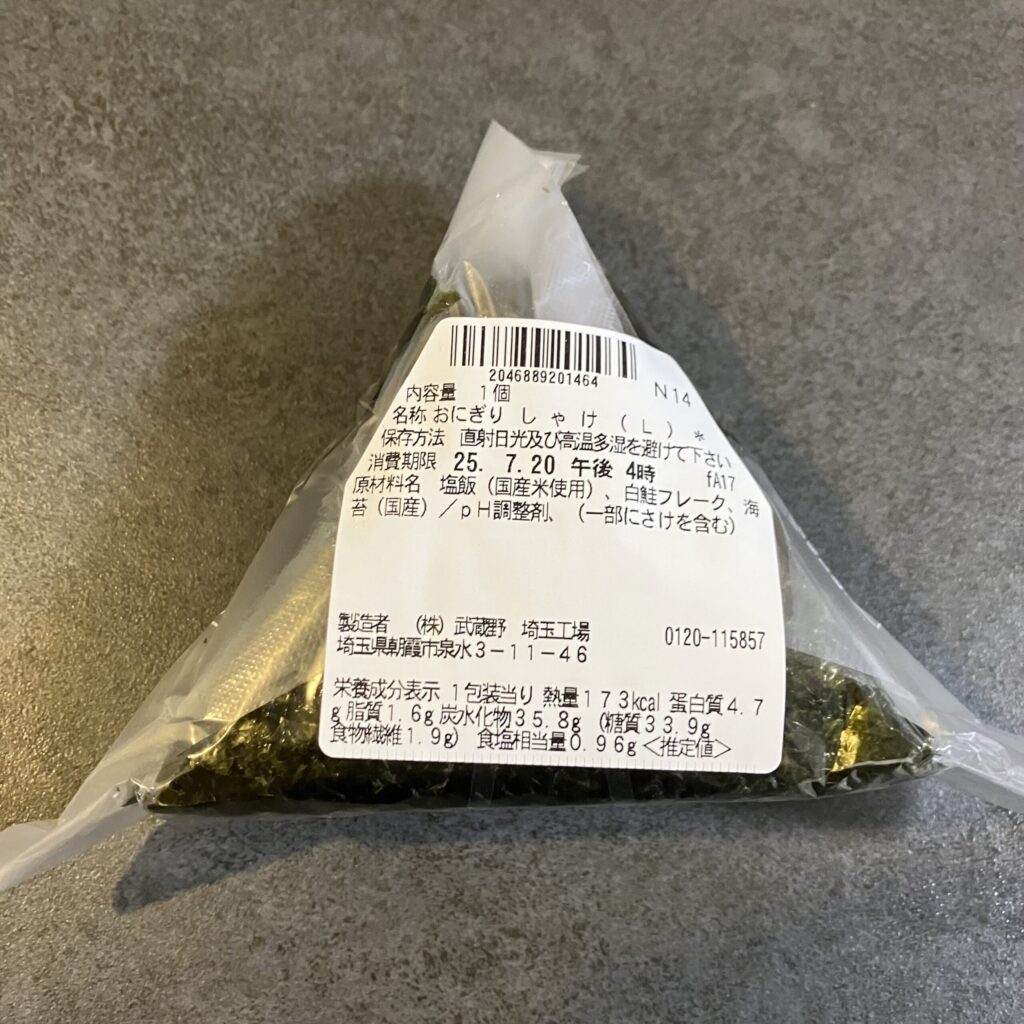 2046889201464
内容量 1個 N14
名称 おにぎり しゃけ (L) *
保存方法 直射日光及び高温多湿を避けて下さい
消費期限 25. 7.20 午後 4時 fA17
原材料名 塩飯(国産米使用)、白鮭フレーク、海
苔(国産)/pH調整剤、(一部にさけを含む)
製造者 (株)武蔵野 埼玉工場 0120-115857
埼玉県朝霞市泉水3-11-46
栄養成分表示 1包装当り 熱量173kcal 蛋白質4.7
g 脂質1.6g 炭水化物35.8g (糖質33.9g
食物繊維1.9g) 食塩相当量0.96g <推定値>